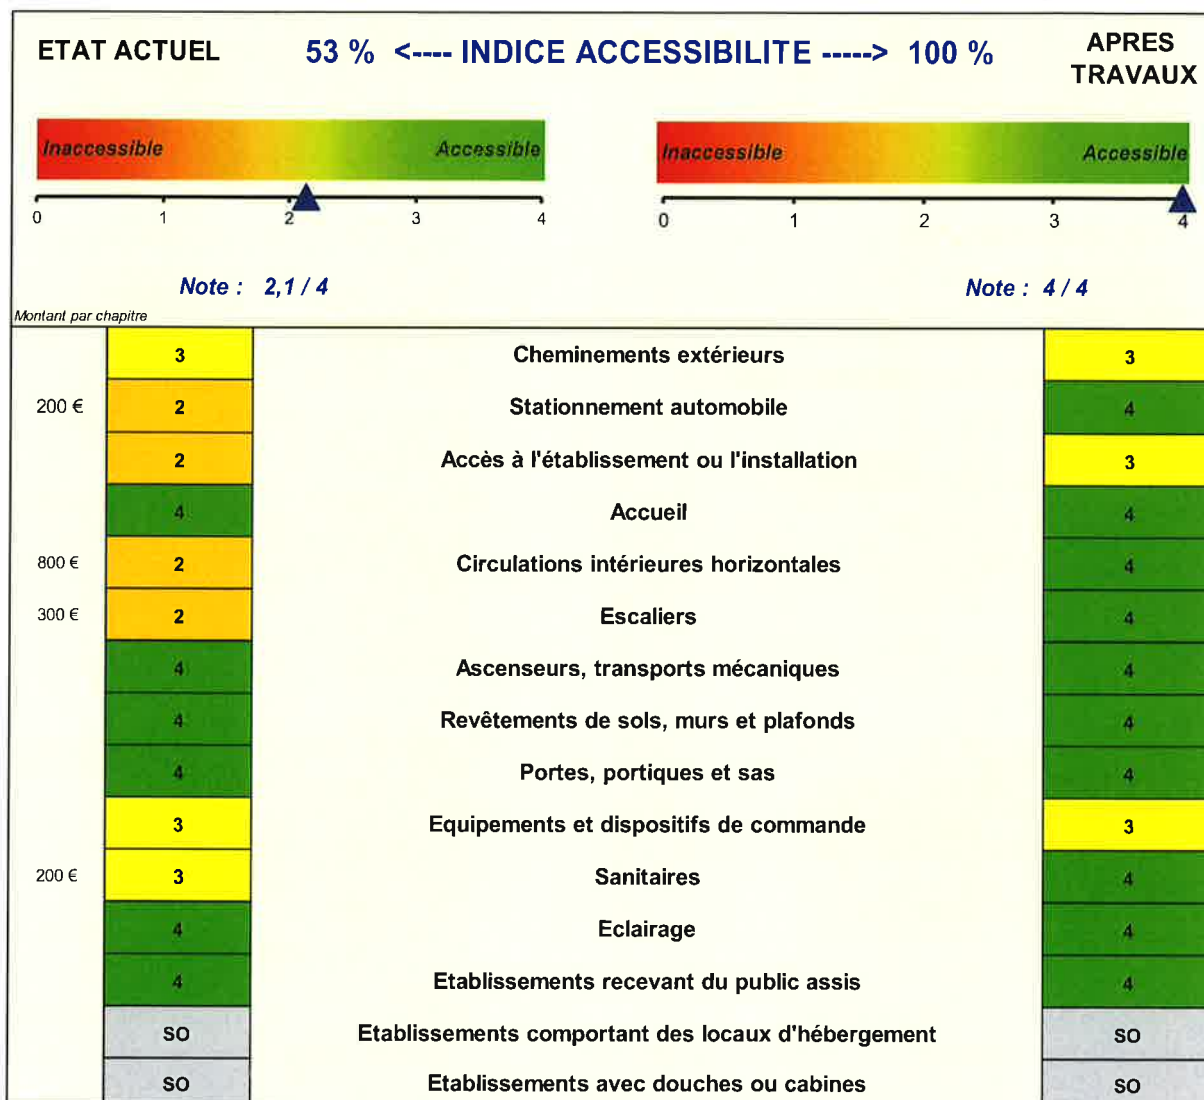 ETAT ACTUEL 53 % <---- INDICE ACCESSIBILITE -----> 100 % APRES TRAVAUX
Inaccessible Accessible Inaccessible Accessible
0 1 2 3 4 0 1 2 3 4
Note : 2,1 / 4 Note : 4 / 4
Montant par chapitre
3 Cheminements extérieurs 3
200 € 2 Stationnement automobile 4
2 Accès à l'établissement ou l'installation 3
4 Accueil 4
800 € 2 Circulations intérieures horizontales 4
300 € 2 Escaliers 4
4 Ascenseurs, transports mécaniques 4
4 Revêtements de sols, murs et plafonds 4
4 Portes, portiques et sas 4
3 Equipements et dispositifs de commande 3
200 € 3 Sanitaires 4
4 Eclairage 4
4 Etablissements recevant du public assis 4
SO Etablissements comportant des locaux d'hébergement SO
SO Etablissements avec douches ou cabines SO